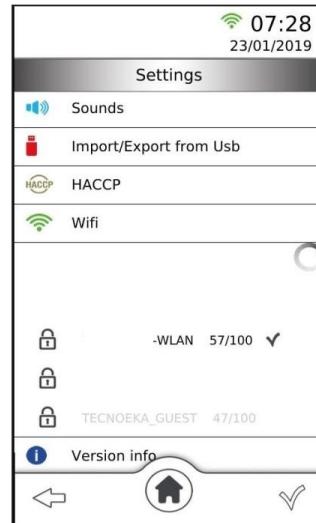 07:28
23/01/2019
Settings
Sounds
Import/Export from Usb
HACCP HACCP
Wifi
-WLAN 57/100
TECNOEKA_GUEST 47/100
i Version info